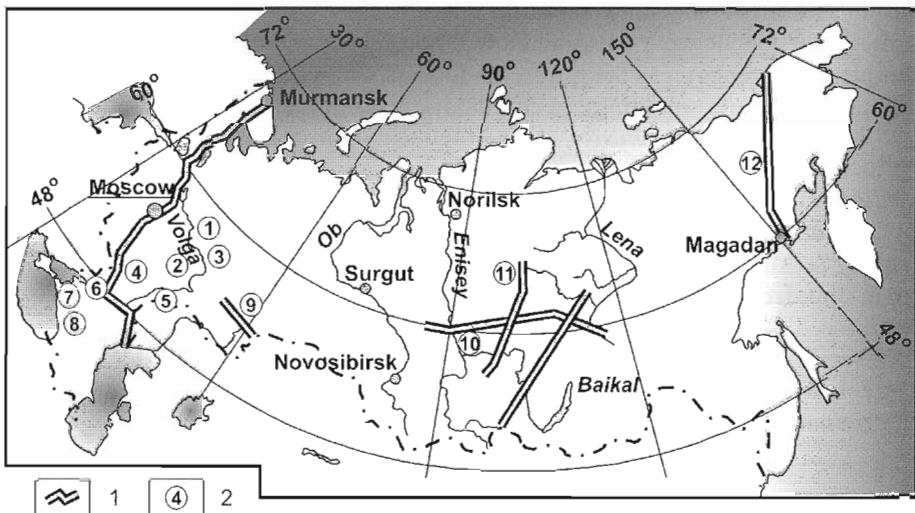 72° 30° 60° 90° 120° 150° 72° 60°
60° Murmansk
48° Moscow Volga
Ob Norilsk Enisey Lena Magadan
Surgut
Novosibirsk Baikal 48°
1 2 3 4 5 6 7 8 9 10 11 12
1 4 2